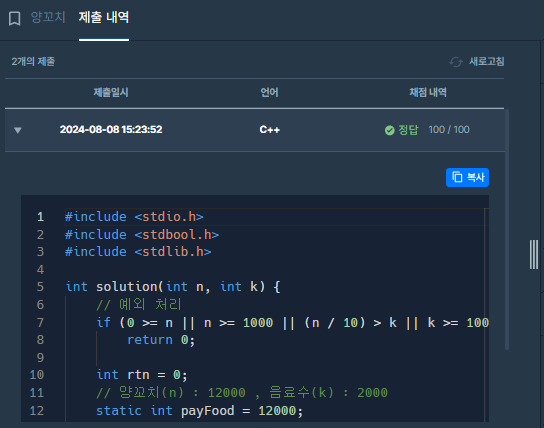 양꼬치 제출 내역
2개의 제출 새로고침
제출일시 언어 채점 내역
2024-08-08 15:23:52 C++ 정답 100 / 100
복사
1 #include <stdio.h>
2 #include <stdbool.h>
3 #include <stdlib.h>
4
5 int solution(int n, int k) {
6 // 예외 처리
7 if (0 >= n || n >= 1000 || (n / 10) > k || k >= 100
8 return 0;
9
10 int rtn = 0;
11 // 양꼬치(n) : 12000 , 음료수(k) : 2000
12 static int payFood = 12000;